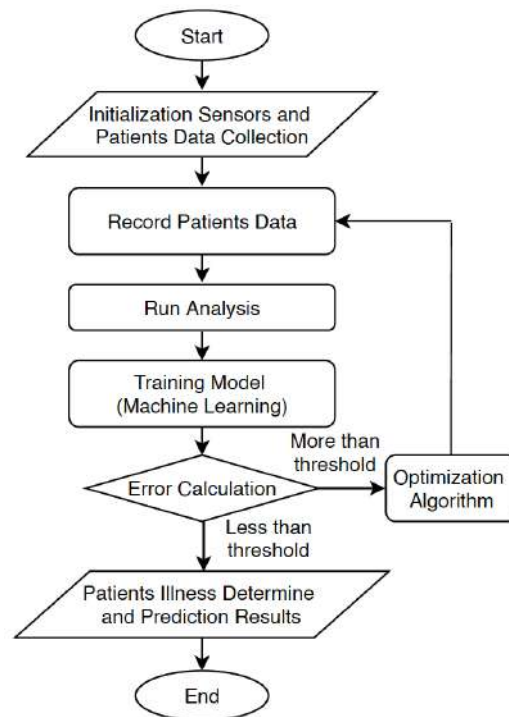 Start
Initialization Sensors and
Patients Data Collection
Record Patients Data
Run Analysis
Training Model
(Machine Learning)
More than
threshold
Error Calculation
Optimization
Algorithm
Less than
threshold
Patients Illness Determine
and Prediction Results
End